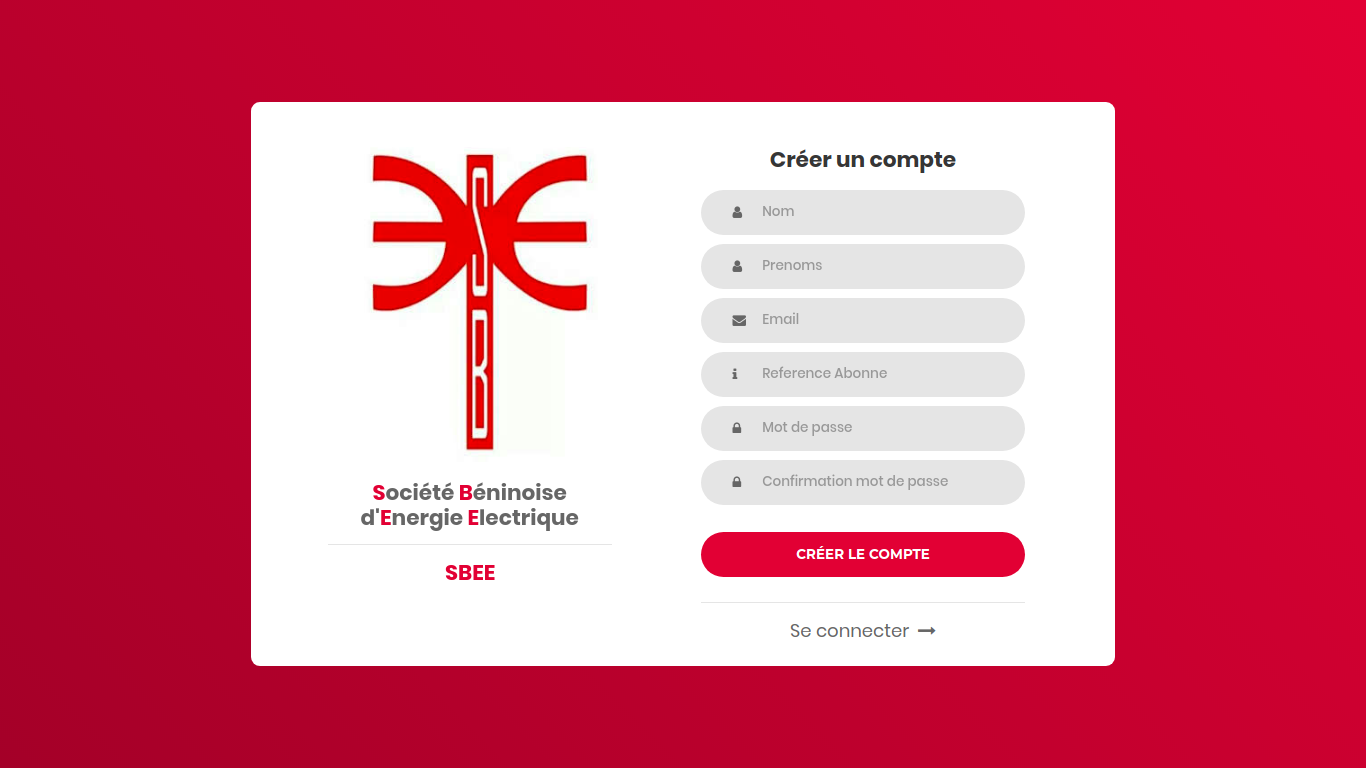 SB
Société Béninoise
d'Energie Electrique
SBEE
Créer un compte
Nom
Prenoms
Email
Reference Abonne
Mot de passe
Confirmation mot de passe
CRÉER LE COMPTE
Se connecter